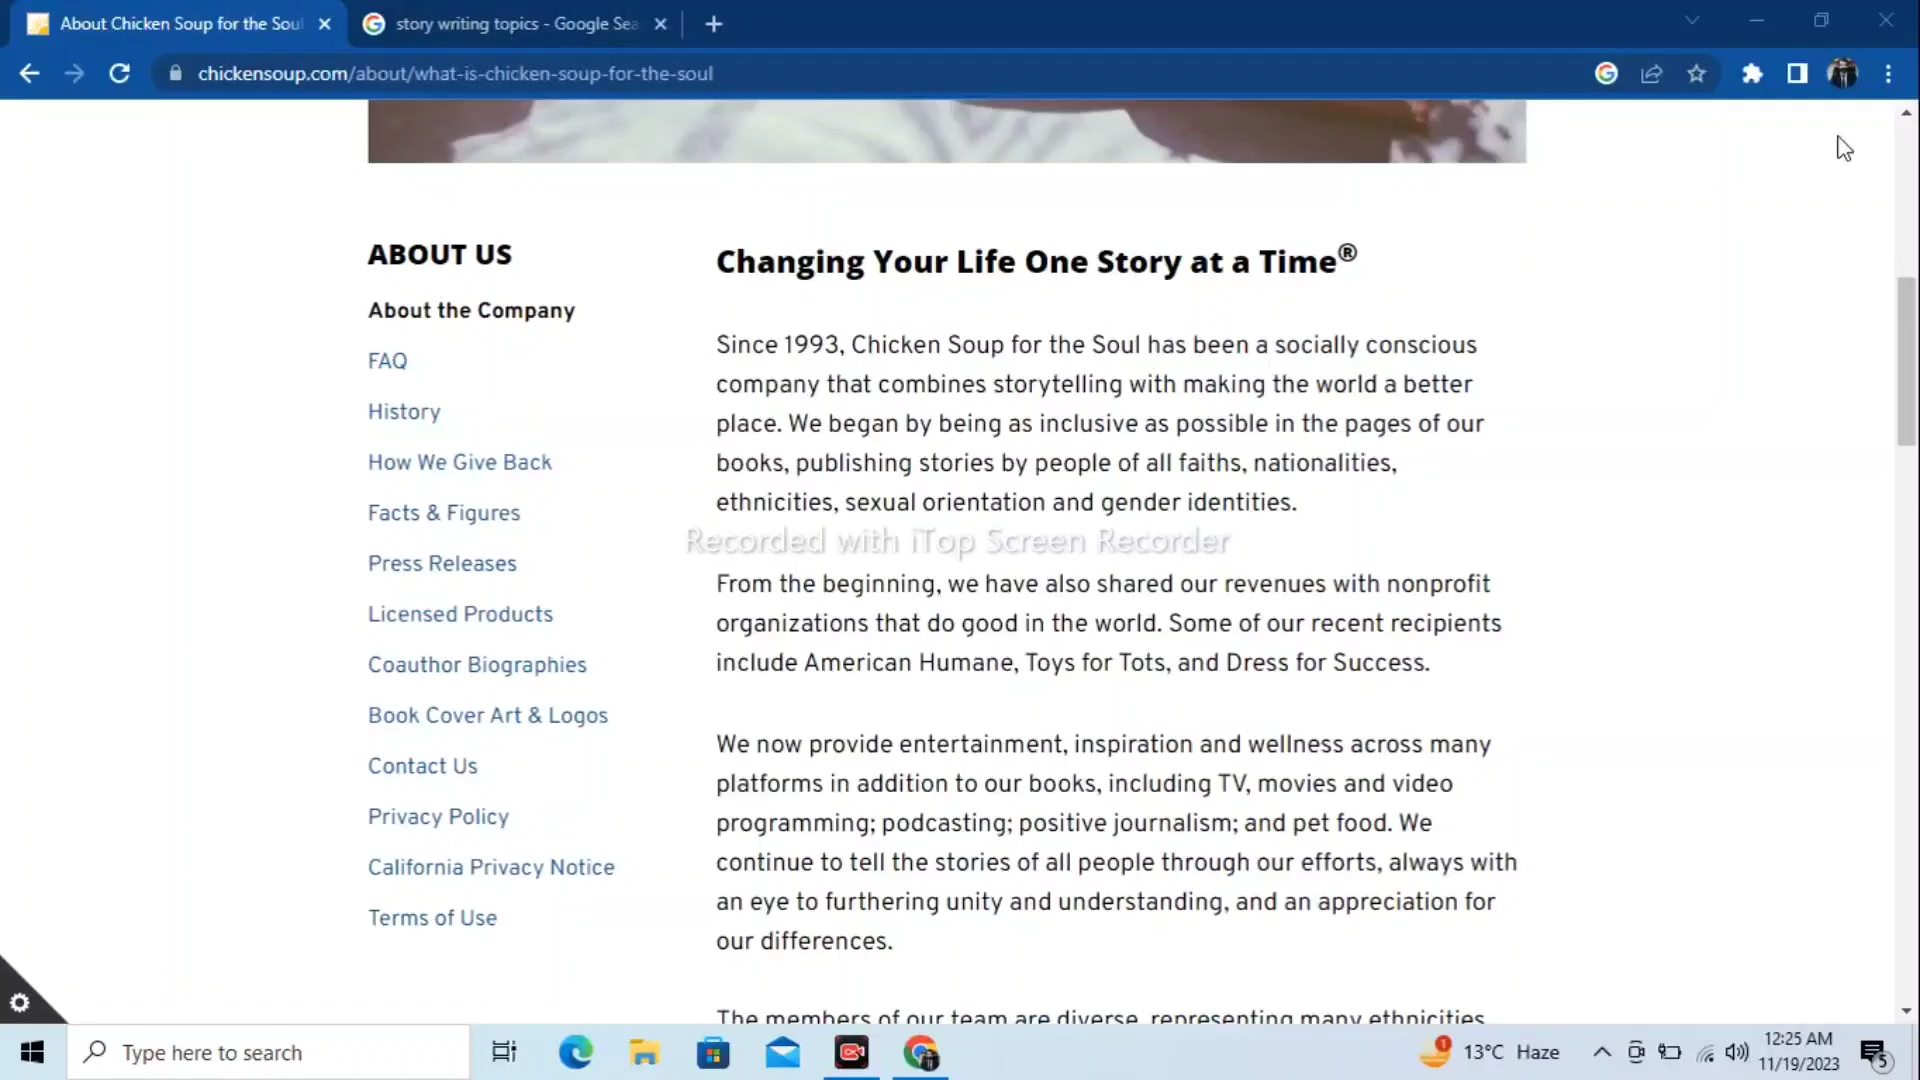 About Chicken Soup for the Soul
story writing topics - Google Sea
chickensoup.com/about/what-is-chicken-soup-for-the-soul
ABOUT US
About the Company
FAQ
History
How We Give Back
Facts & Figures
Press Releases
Licensed Products
Coauthor Biographies
Book Cover Art & Logos
Contact Us
Privacy Policy
California Privacy Notice
Terms of Use
Changing Your Life One Story at a Time®
Since 1993, Chicken Soup for the Soul has been a socially conscious
company that combines storytelling with making the world a better
place. We began by being as inclusive as possible in the pages of our
books, publishing stories by people of all faiths, nationalities,
ethnicities, sexual orientation and gender identities.
Recorded with iTop Screen Recorder
From the beginning, we have also shared our revenues with nonprofit
organizations that do good in the world. Some of our recent recipients
include American Humane, Toys for Tots, and Dress for Success.
We now provide entertainment, inspiration and wellness across many
platforms in addition to our books, including TV, movies and video
programming; podcasting; positive journalism; and pet food. We
continue to tell the stories of all people through our efforts, always with
an eye to furthering unity and understanding, and an appreciation for
our differences.
The members of our team are diverse, representing many ethnicities
Type here to search
1
13°C Haze
12:25 AM
11/19/2023
5